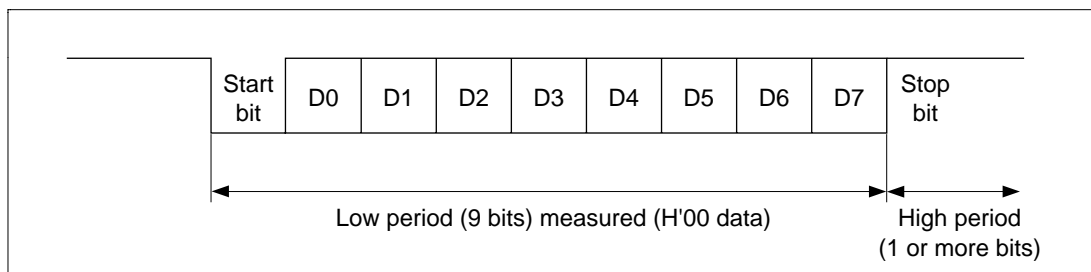 Start
bit
D0
D1
D2
D3
D4
D5
D6
D7
Stop
bit
Low period (9 bits) measured (H'00 data)
High period
(1 or more bits)